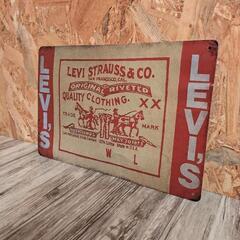 LEVI'S
LEVI STRAUSS & CO.
SAN FRANCISCO, CAL.
ORIGINAL RIVETED
QUALITY CLOTHING.
XX
TRADE
MARK
W L
LEVI'S